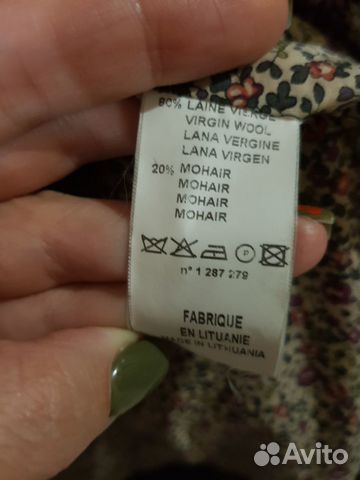 80% LAINE VIERGE
VIRGIN WOOL
LANA VERGINE
LANA VIRGEN
20% MOHAIR
MOHAIR
MOHAIR
MOHAIR
P
n° 1 287 279
FABRIQUE
EN LITUANIE
MADE IN LITHUANIA
Avito